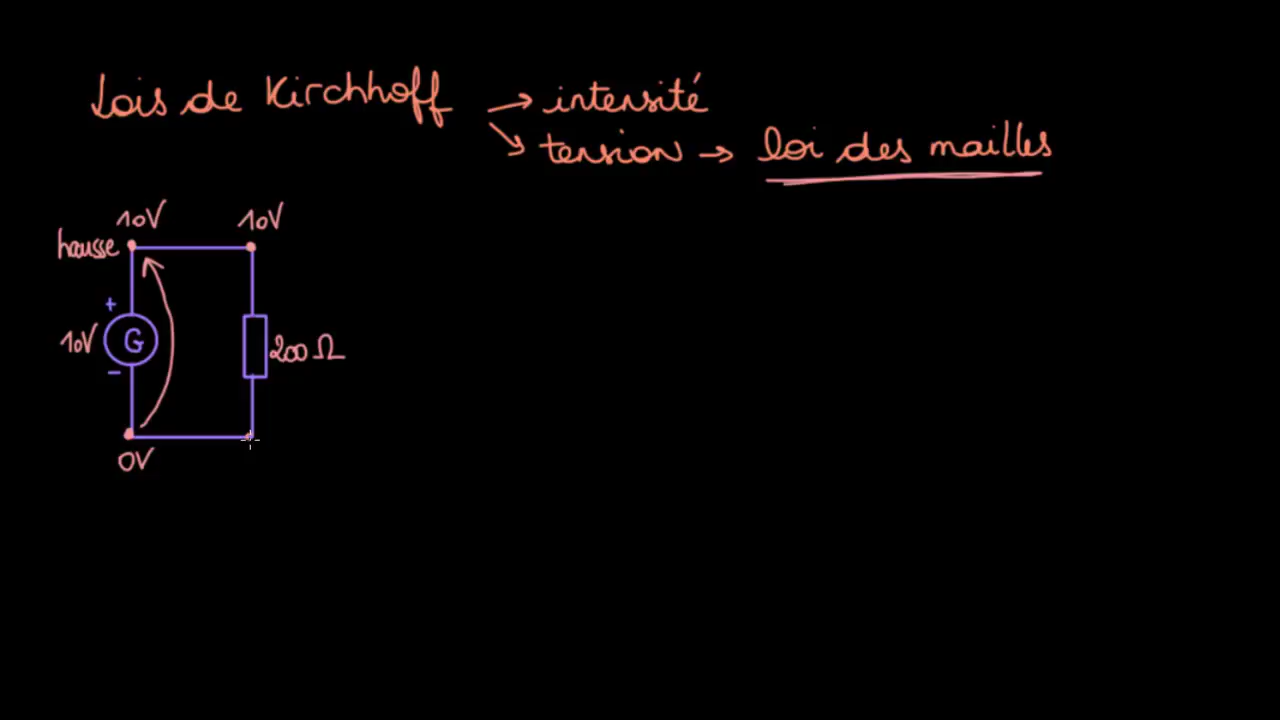 Lois de Kirchhoff → intensité
→ tension → loi des mailles
10V 10V
hausse
+
10V G 200 Ω
-
0V